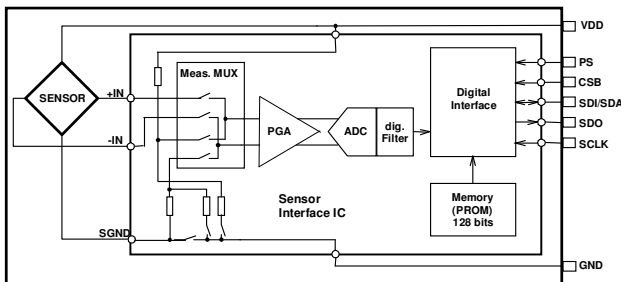 VDD
Meas. MUX
PS
+IN
Digital
Interface
CSB
SENSOR
SDI/SDA
PGA
ADC
dig.
Filter
SDO
-IN
SCLK
Sensor
Interface IC
Memory
(PROM)
128 bits
SGND
GND